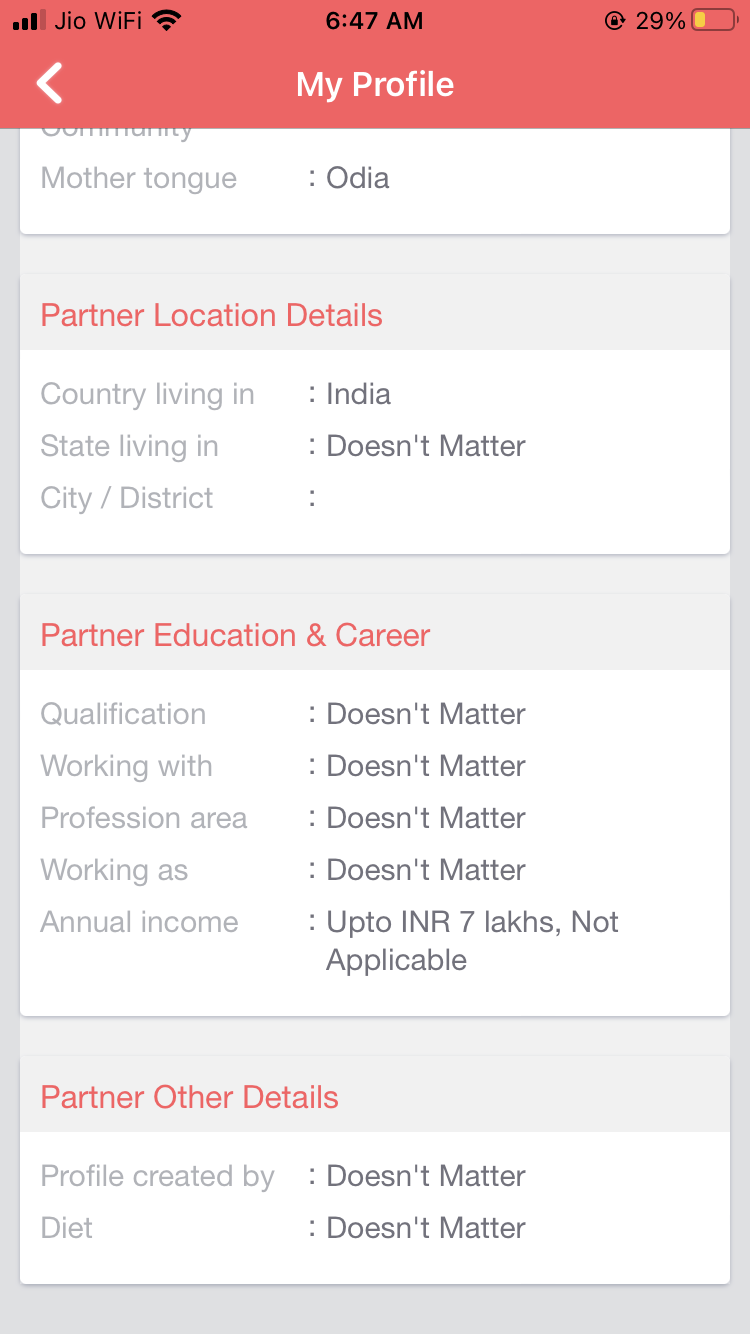 Jio WiFi 6:47 AM 29%
My Profile
Community
Mother tongue : Odia
Partner Location Details
Country living in : India
State living in : Doesn't Matter
City / District :
Partner Education & Career
Qualification : Doesn't Matter
Working with : Doesn't Matter
Profession area : Doesn't Matter
Working as : Doesn't Matter
Annual income : Upto INR 7 lakhs, Not
Applicable
Partner Other Details
Profile created by : Doesn't Matter
Diet : Doesn't Matter